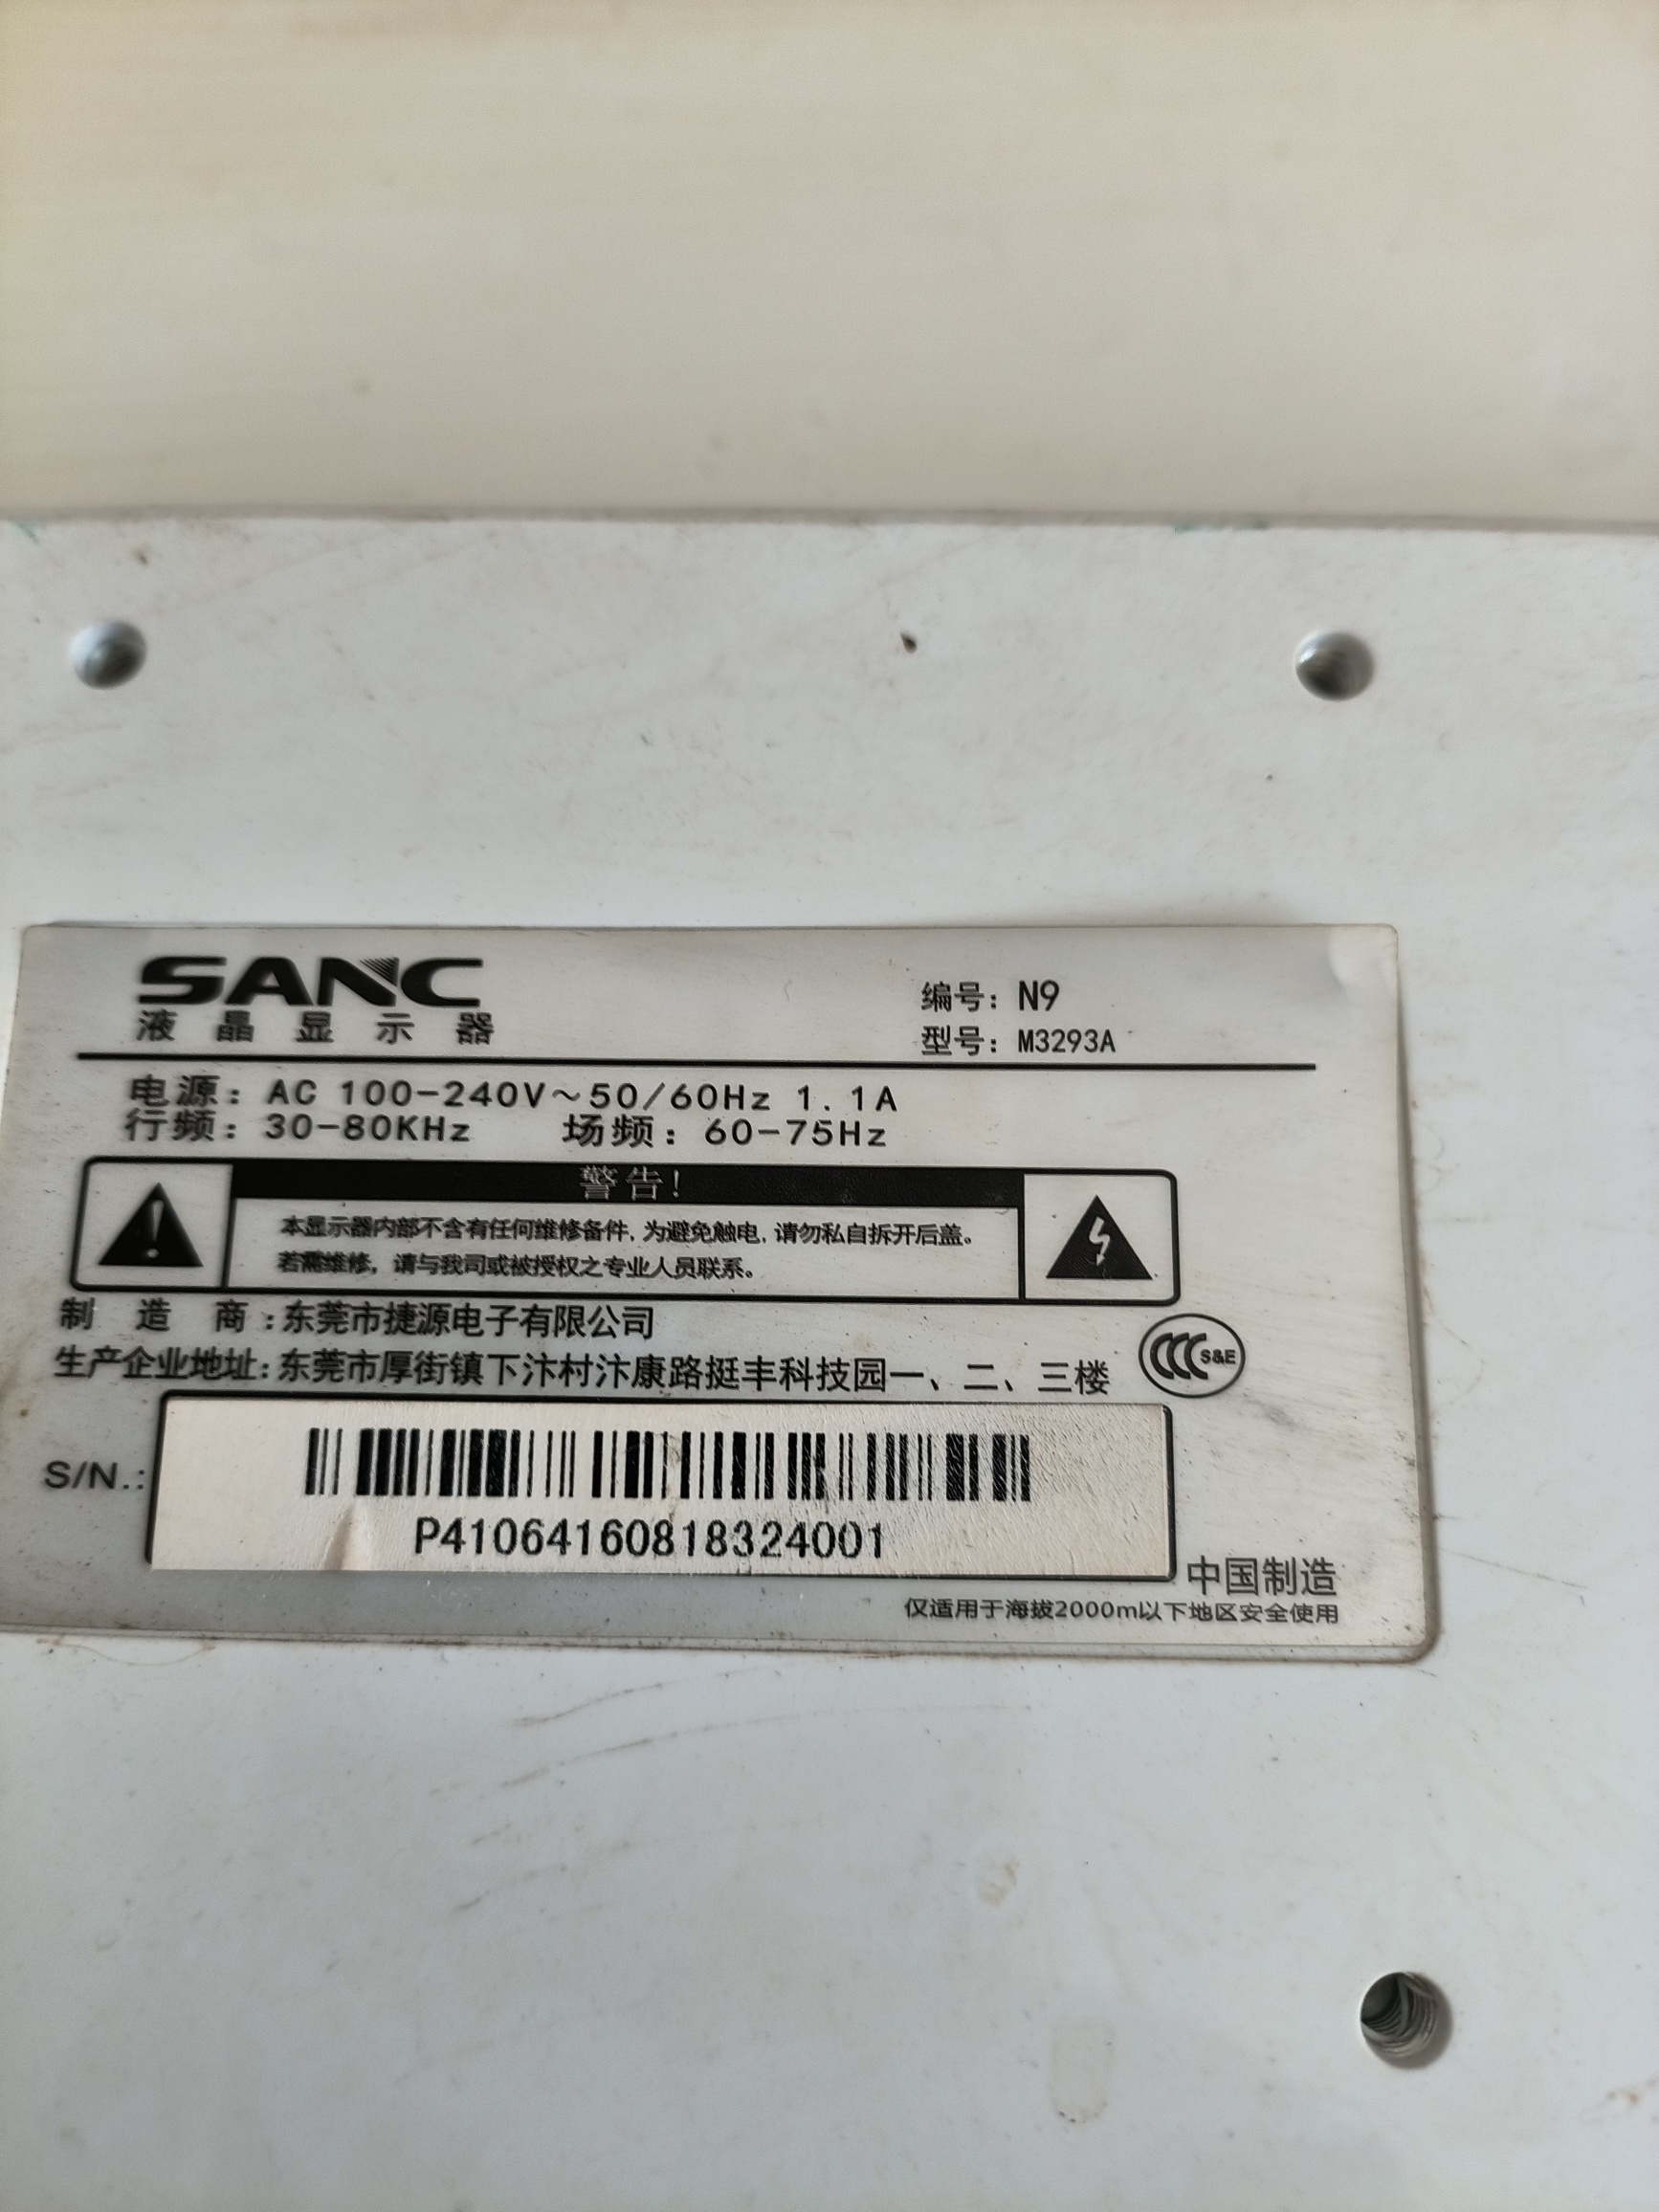 SANC
液晶显示器
编号：N9
型号：M3293A
电源：AC 100-240V～50/60Hz 1.1A
行频：30-80KHz 场频：60-75Hz
警告!
本显示器内部不含有任何维修备件，为避免触电，请勿私自拆开后盖。
若需维修，请与我司或被授权之专业人员联系。
制造商：东莞市捷源电子有限公司
生产企业地址：东莞市厚街镇下汴村汴康路挺丰科技园一、二、三楼
CCC S&E
S/N.:
P41064160818324001
中国制造
仅适用于海拔2000m以下地区安全使用